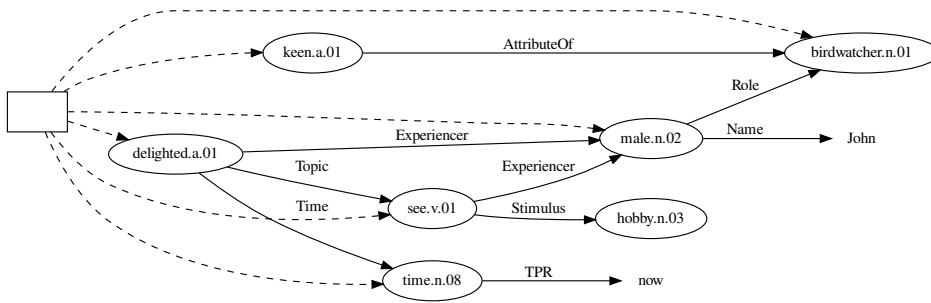 keen.a.01
AttributeOf
birdwatcher.n.01
Role
delighted.a.01
Experiencer
male.n.02
Name
John
Topic
Experiencer
Time
see.v.01
Stimulus
hobby.n.03
time.n.08
TPR
now